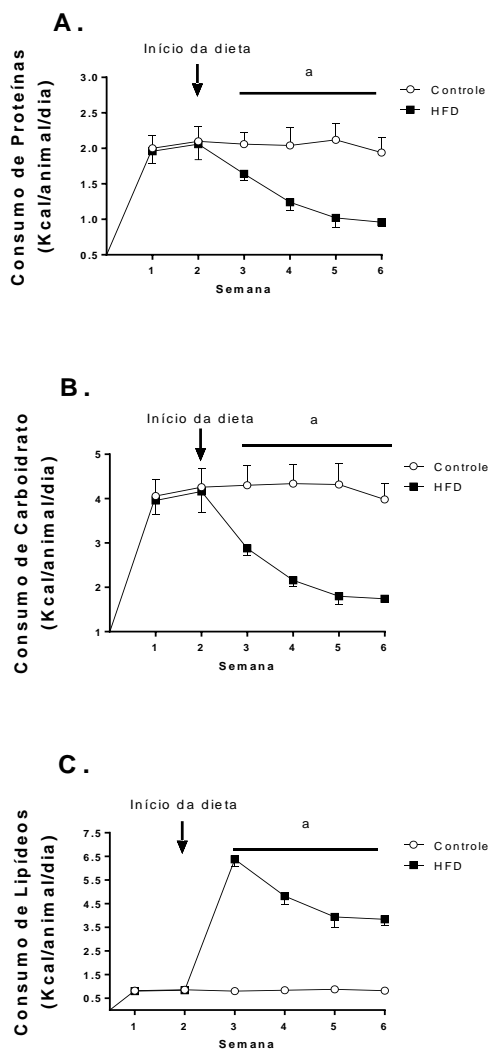 A.
Início da dieta
a
Controle
HFD
Consumo de Proteínas
(Kcal/animal/dia)
3.0
2.5
2.0
1.5
1.0
0.5
1 2 3 4 5 6
Semana
B.
Início da dieta
a
Controle
HFD
Consumo de Carboidrato
(Kcal/animal/dia)
5
4
3
2
1
1 2 3 4 5 6
Semana
C.
Início da dieta
a
Controle
HFD
Consumo de Lipídeos
(Kcal/animal/dia)
7.5
6.5
5.5
4.5
3.5
2.5
1.5
0.5
1 2 3 4 5 6
Semana